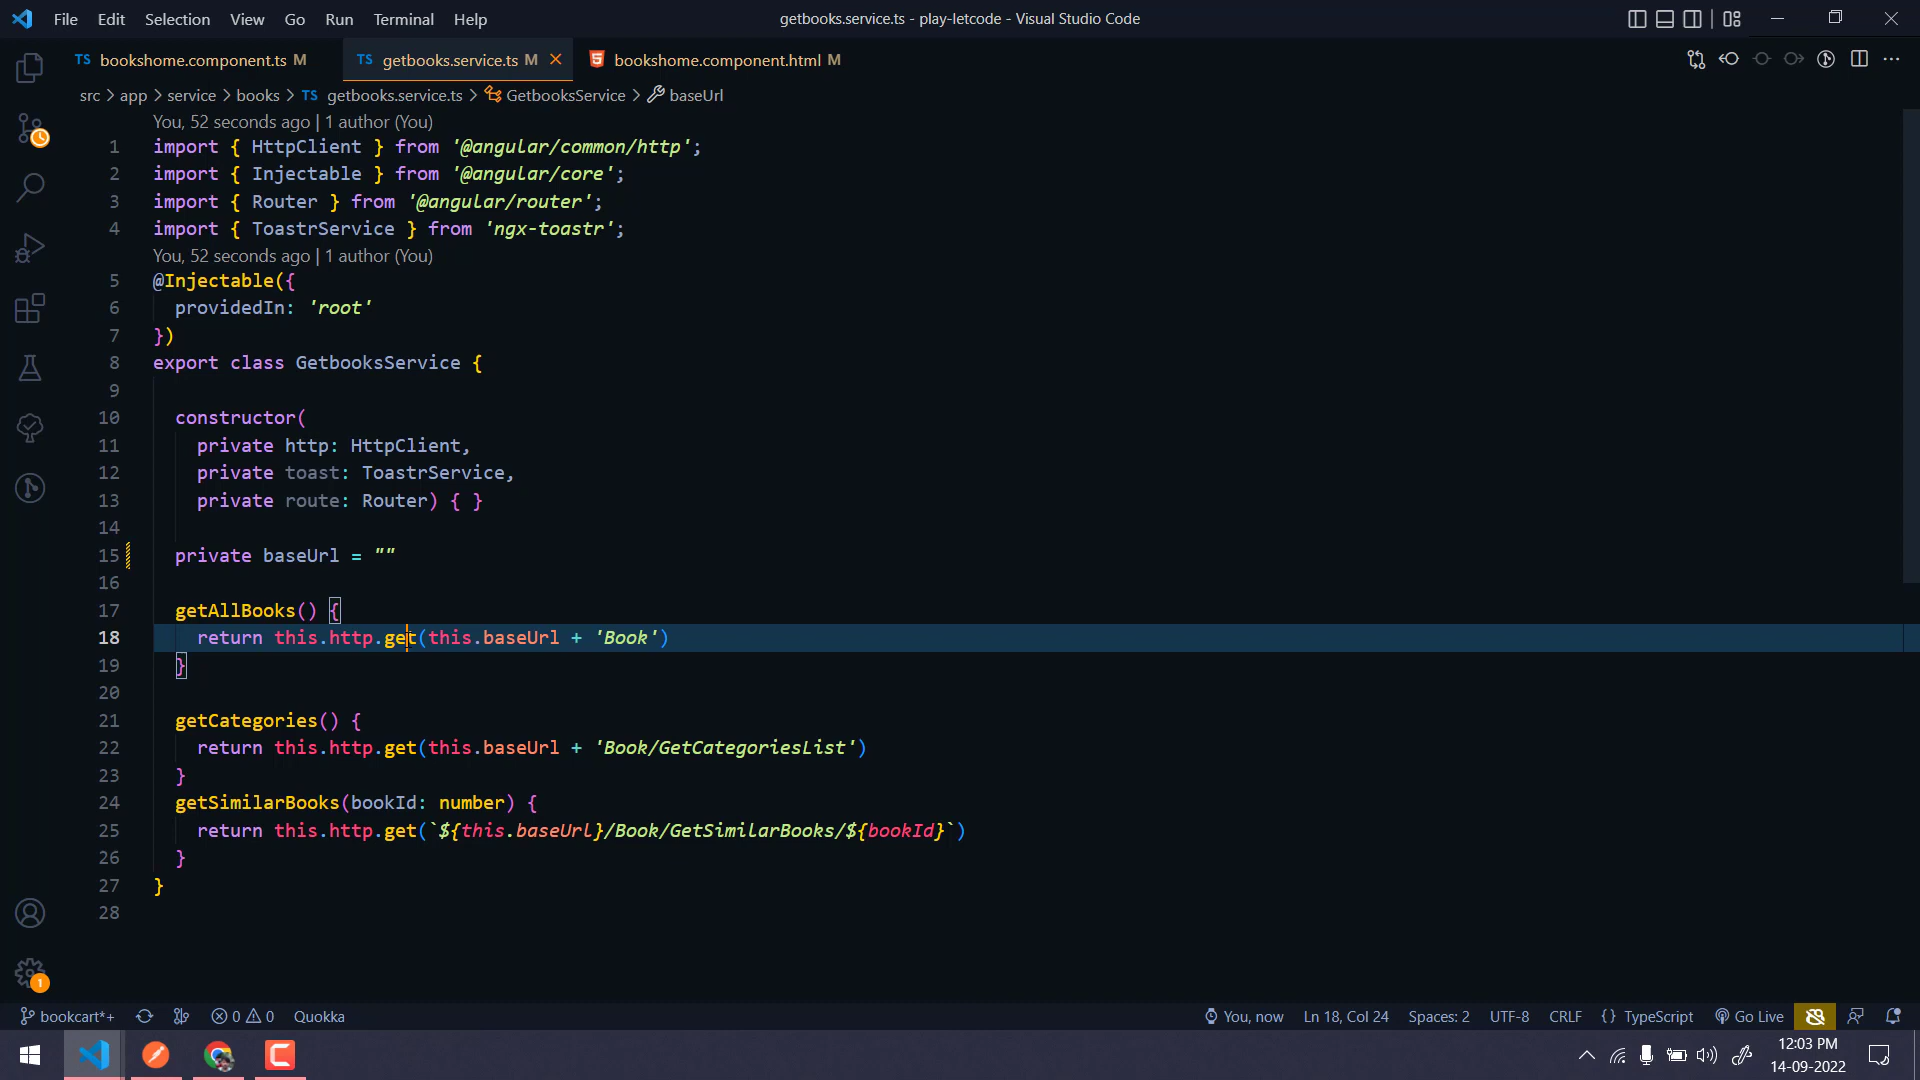 File Edit Selection View Go Run Terminal Help getbooks.service.ts - play-letcode - Visual Studio Code
TS bookshome.component.ts M TS getbooks.service.ts M bookshome.component.html M
src > app > service > books > TS getbooks.service.ts > GetbooksService > baseUrl
You, 52 seconds ago | 1 author (You)
1 import { HttpClient } from '@angular/common/http';
2 import { Injectable } from '@angular/core';
3 import { Router } from '@angular/router';
4 import { ToastrService } from 'ngx-toastr';
You, 52 seconds ago | 1 author (You)
5 @Injectable({
6 providedIn: 'root'
7 })
8 export class GetbooksService {
9
10 constructor(
11 private http: HttpClient,
12 private toast: ToastrService,
13 private route: Router) { }
14
15 private baseUrl = ""
16
17 getAllBooks() {
18 return this.http.get(this.baseUrl + 'Book')
19 }
20
21 getCategories() {
22 return this.http.get(this.baseUrl + 'Book/GetCategoriesList')
23 }
24 getSimilarBooks(bookId: number) {
25 return this.http.get(`${this.baseUrl}/Book/GetSimilarBooks/${bookId}`)
26 }
27 }
28
1
bookcart*+ 0 0 Quokka You, now Ln 18, Col 24 Spaces: 2 UTF-8 CRLF {} TypeScript Go Live
12:03 PM
14-09-2022